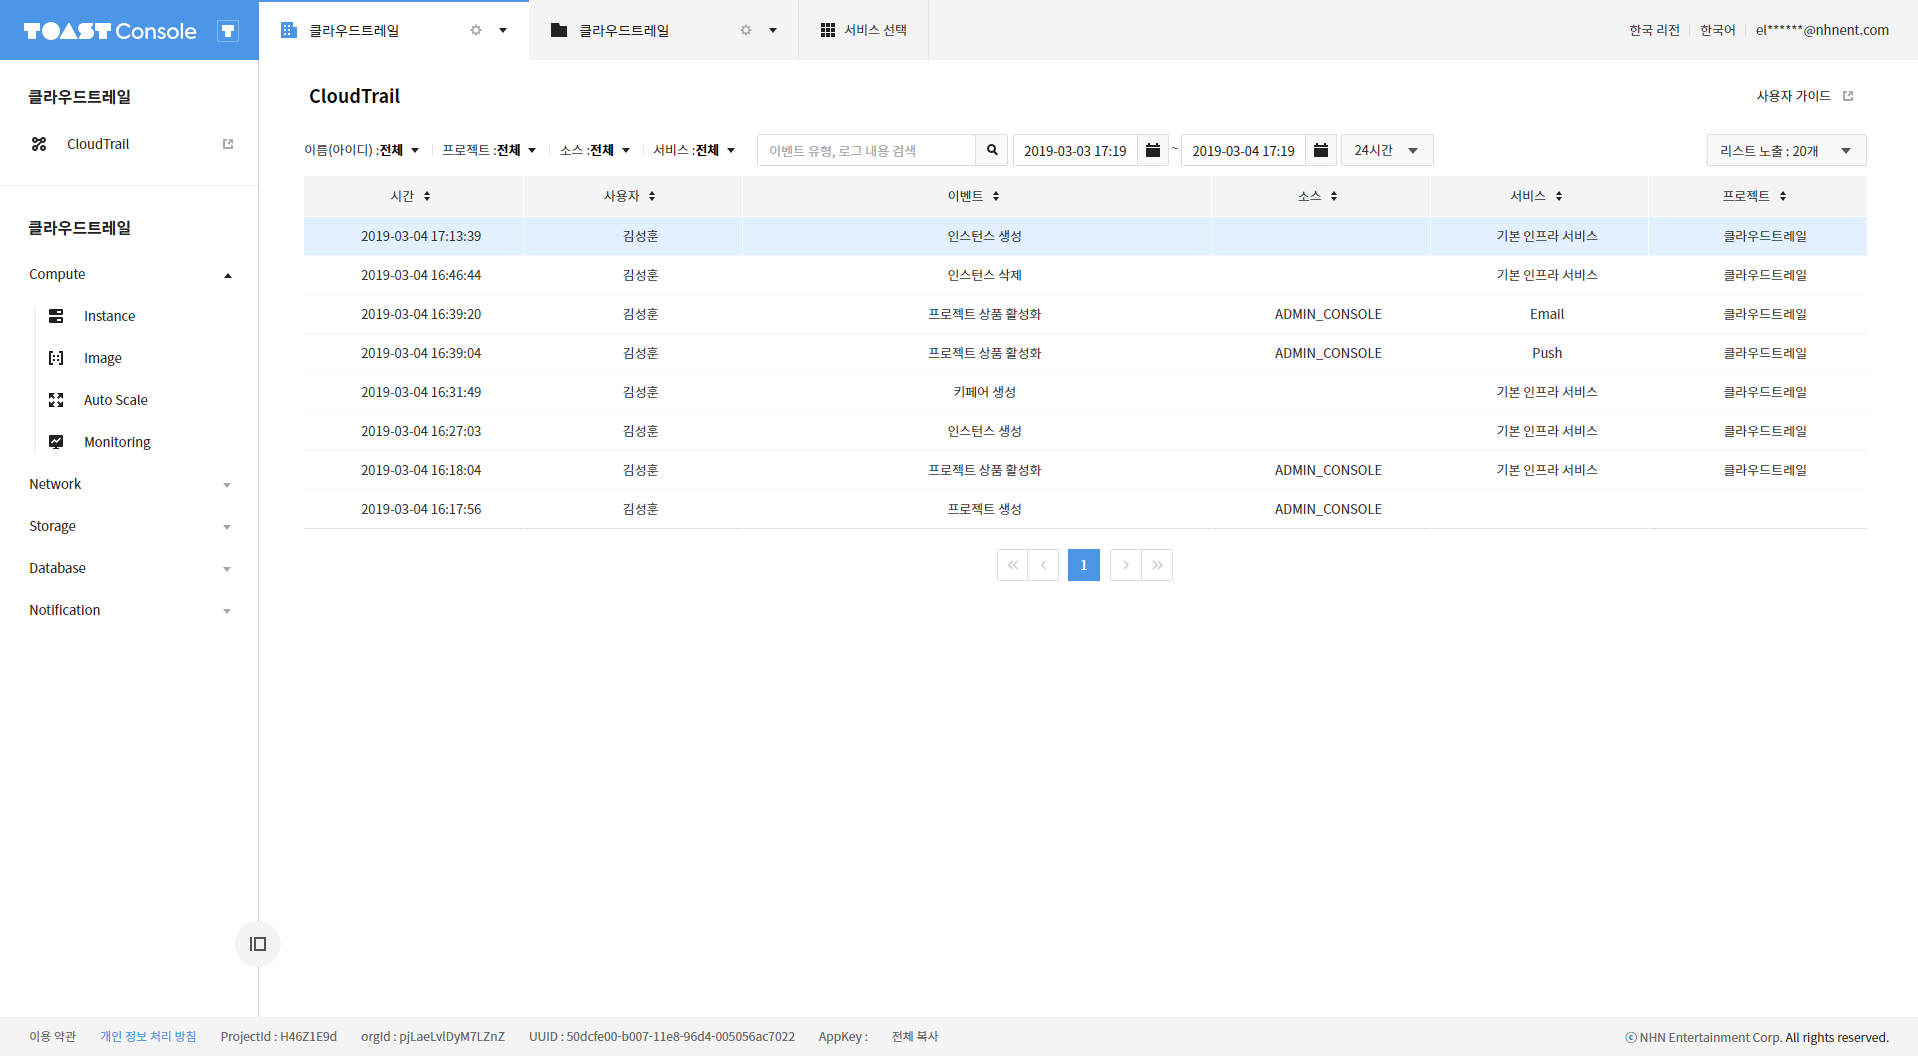 TOAST Console T 클라우드트레일 클라우드트레일 서비스 선택 한국 리전 한국어 el******@nhnent.com
클라우드트레일
CloudTrail
클라우드트레일
Compute
Instance
Image
Auto Scale
Monitoring
Network
Storage
Database
Notification
CloudTrail 사용자 가이드
이름(아이디) :전체 프로젝트 :전체 소스 :전체 서비스 :전체 이벤트 유형, 로그 내용 검색 2019-03-03 17:19 ~ 2019-03-04 17:19 24시간 리스트 노출 : 20개
시간 사용자 이벤트 소스 서비스 프로젝트
2019-03-04 17:13:39 김성훈 인스턴스 생성 기본 인프라 서비스 클라우드트레일
2019-03-04 16:46:44 김성훈 인스턴스 삭제 기본 인프라 서비스 클라우드트레일
2019-03-04 16:39:20 김성훈 프로젝트 상품 활성화 ADMIN_CONSOLE Email 클라우드트레일
2019-03-04 16:39:04 김성훈 프로젝트 상품 활성화 ADMIN_CONSOLE Push 클라우드트레일
2019-03-04 16:31:49 김성훈 키페어 생성 기본 인프라 서비스 클라우드트레일
2019-03-04 16:27:03 김성훈 인스턴스 생성 기본 인프라 서비스 클라우드트레일
2019-03-04 16:18:04 김성훈 프로젝트 상품 활성화 ADMIN_CONSOLE 기본 인프라 서비스 클라우드트레일
2019-03-04 16:17:56 김성훈 프로젝트 생성 ADMIN_CONSOLE
1
이용 약관 개인 정보 처리 방침 ProjectId : H46Z1E9d orgId : pjLaeLvlDyM7LZnZ UUID : 50dcfe00-b007-11e8-96d4-005056ac7022 AppKey : 전체 복사 ⓒ NHN Entertainment Corp. All rights reserved.